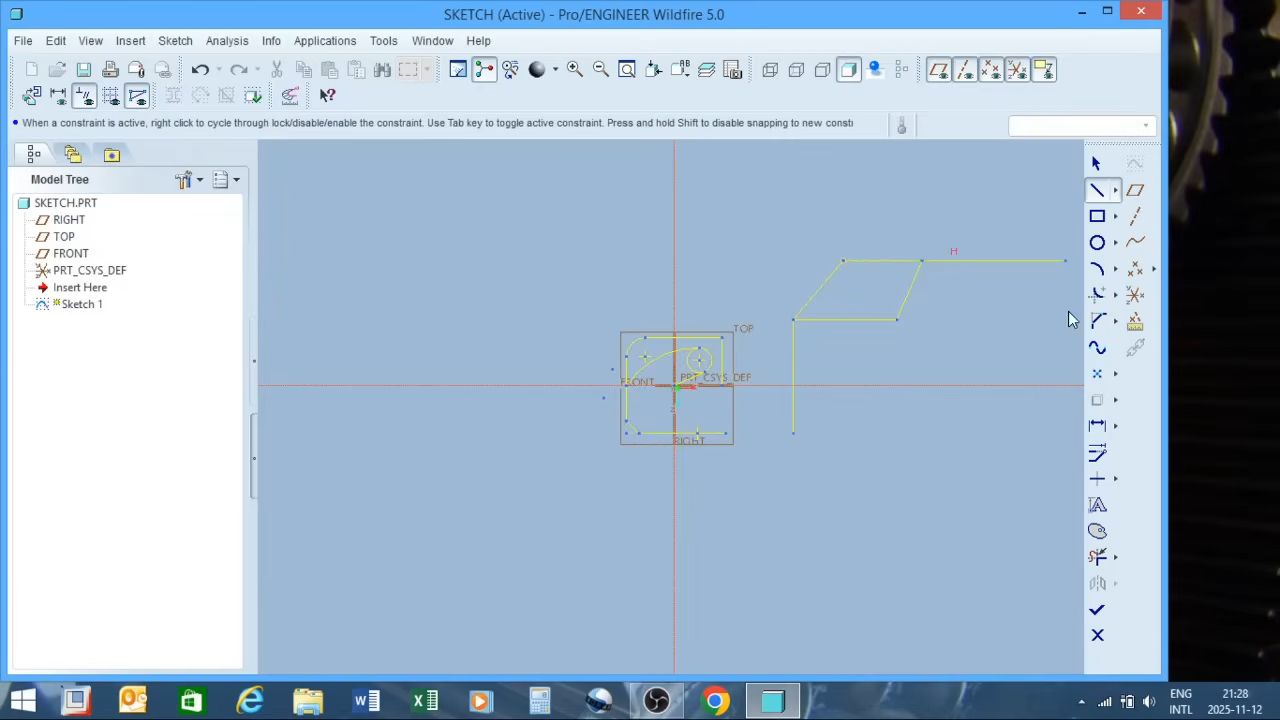 SKETCH (Active) - Pro/ENGINEER Wildfire 5.0
File Edit View Insert Sketch Analysis Info Applications Tools Window Help
When a constraint is active, right click to cycle through lock/disable/enable the constraint. Use Tab key to toggle active constraint. Press and hold Shift to disable snapping to new constr
Model Tree
SKETCH.PRT
RIGHT
TOP
FRONT
PRT_CSYS_DEF
Insert Here
Sketch 1
H
TOP
PRT_CSYS_DEF
FRONT
RIGHT
ENG 21:28
INTL 2025-11-12